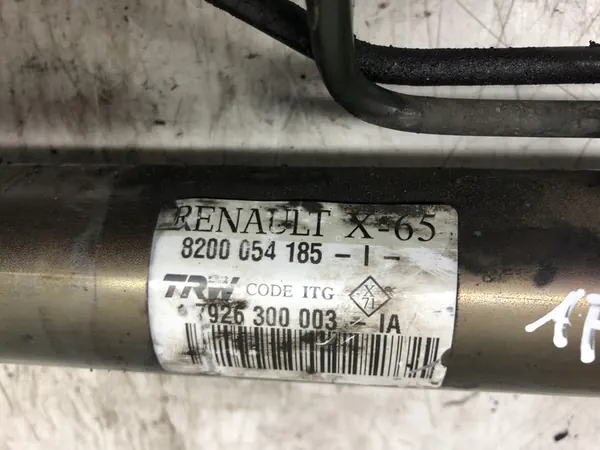 RENAULT X-65
8200 054 185 - I -
TRW CODE ITG X 71
7926 300 003 - IA